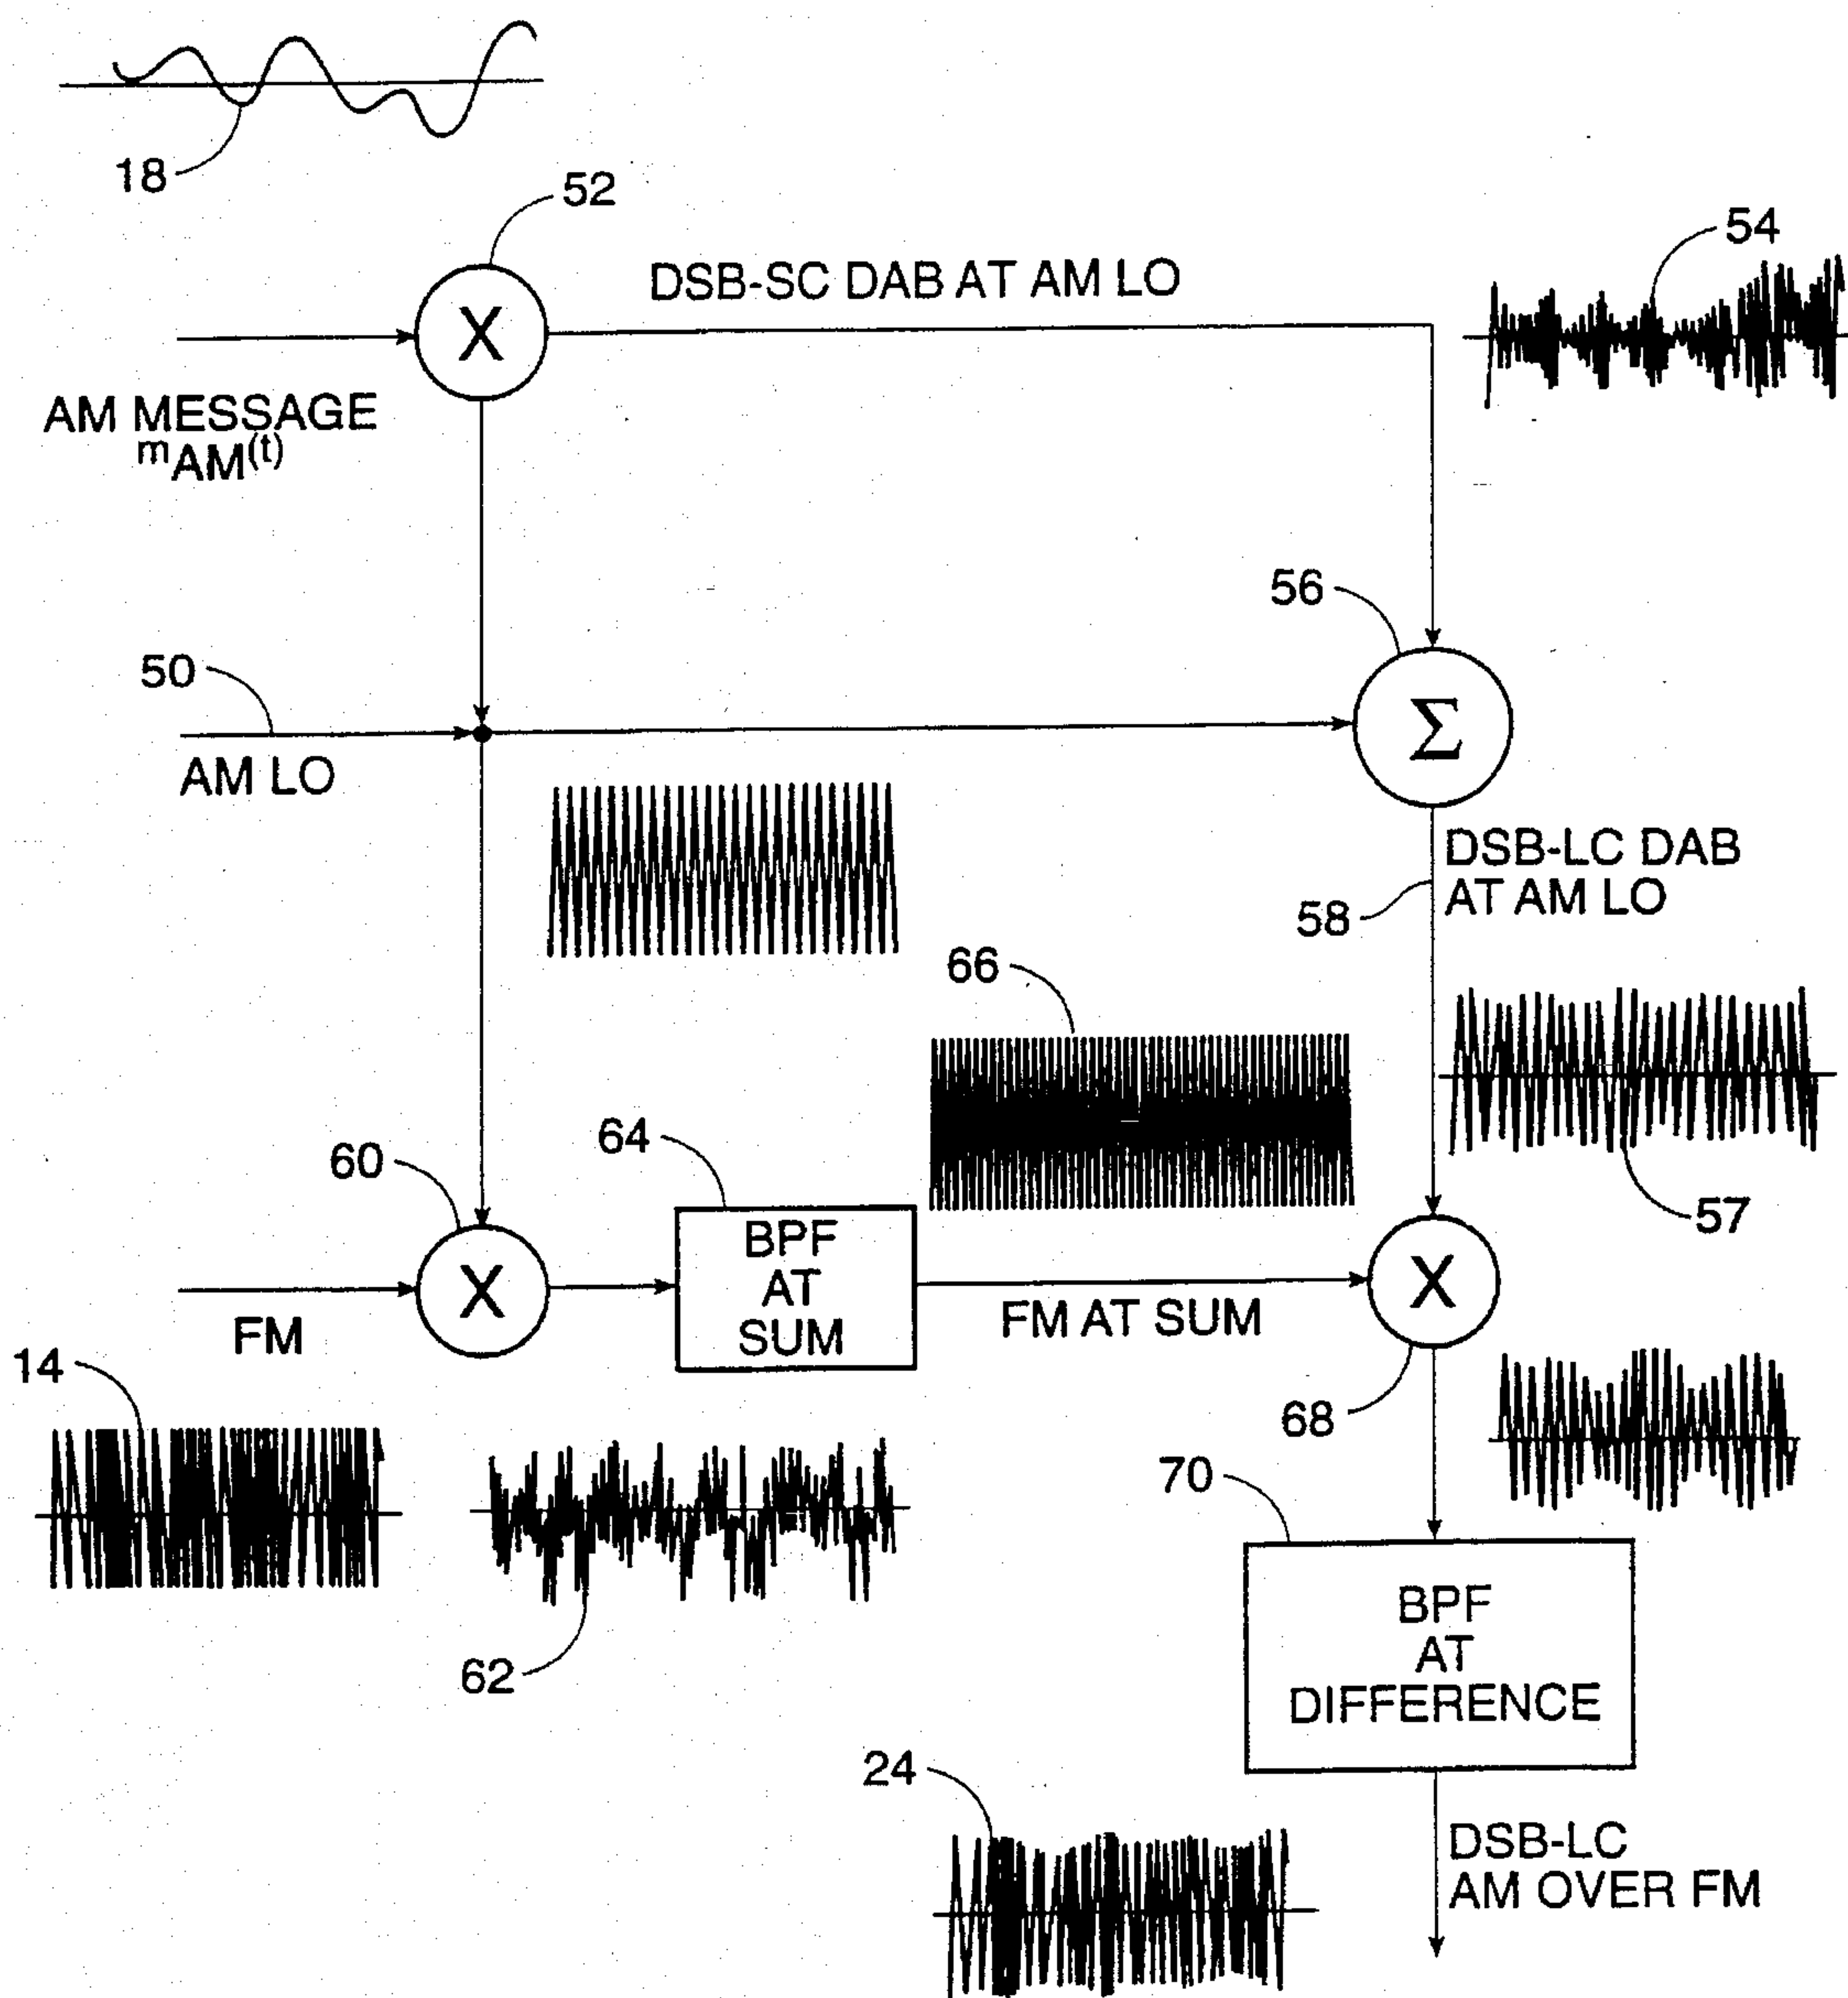 18
52
DSB-SC DAB AT AM LO
54
X
AM MESSAGE
mAM(t)
56
50
AM LO
Σ
DSB-LC DAB
AT AM LO
58
66
60
64
57
X
BPF
AT
SUM
FM AT SUM
X
FM
14
68
70
62
BPF
AT
DIFFERENCE
24
DSB-LC
AM OVER FM